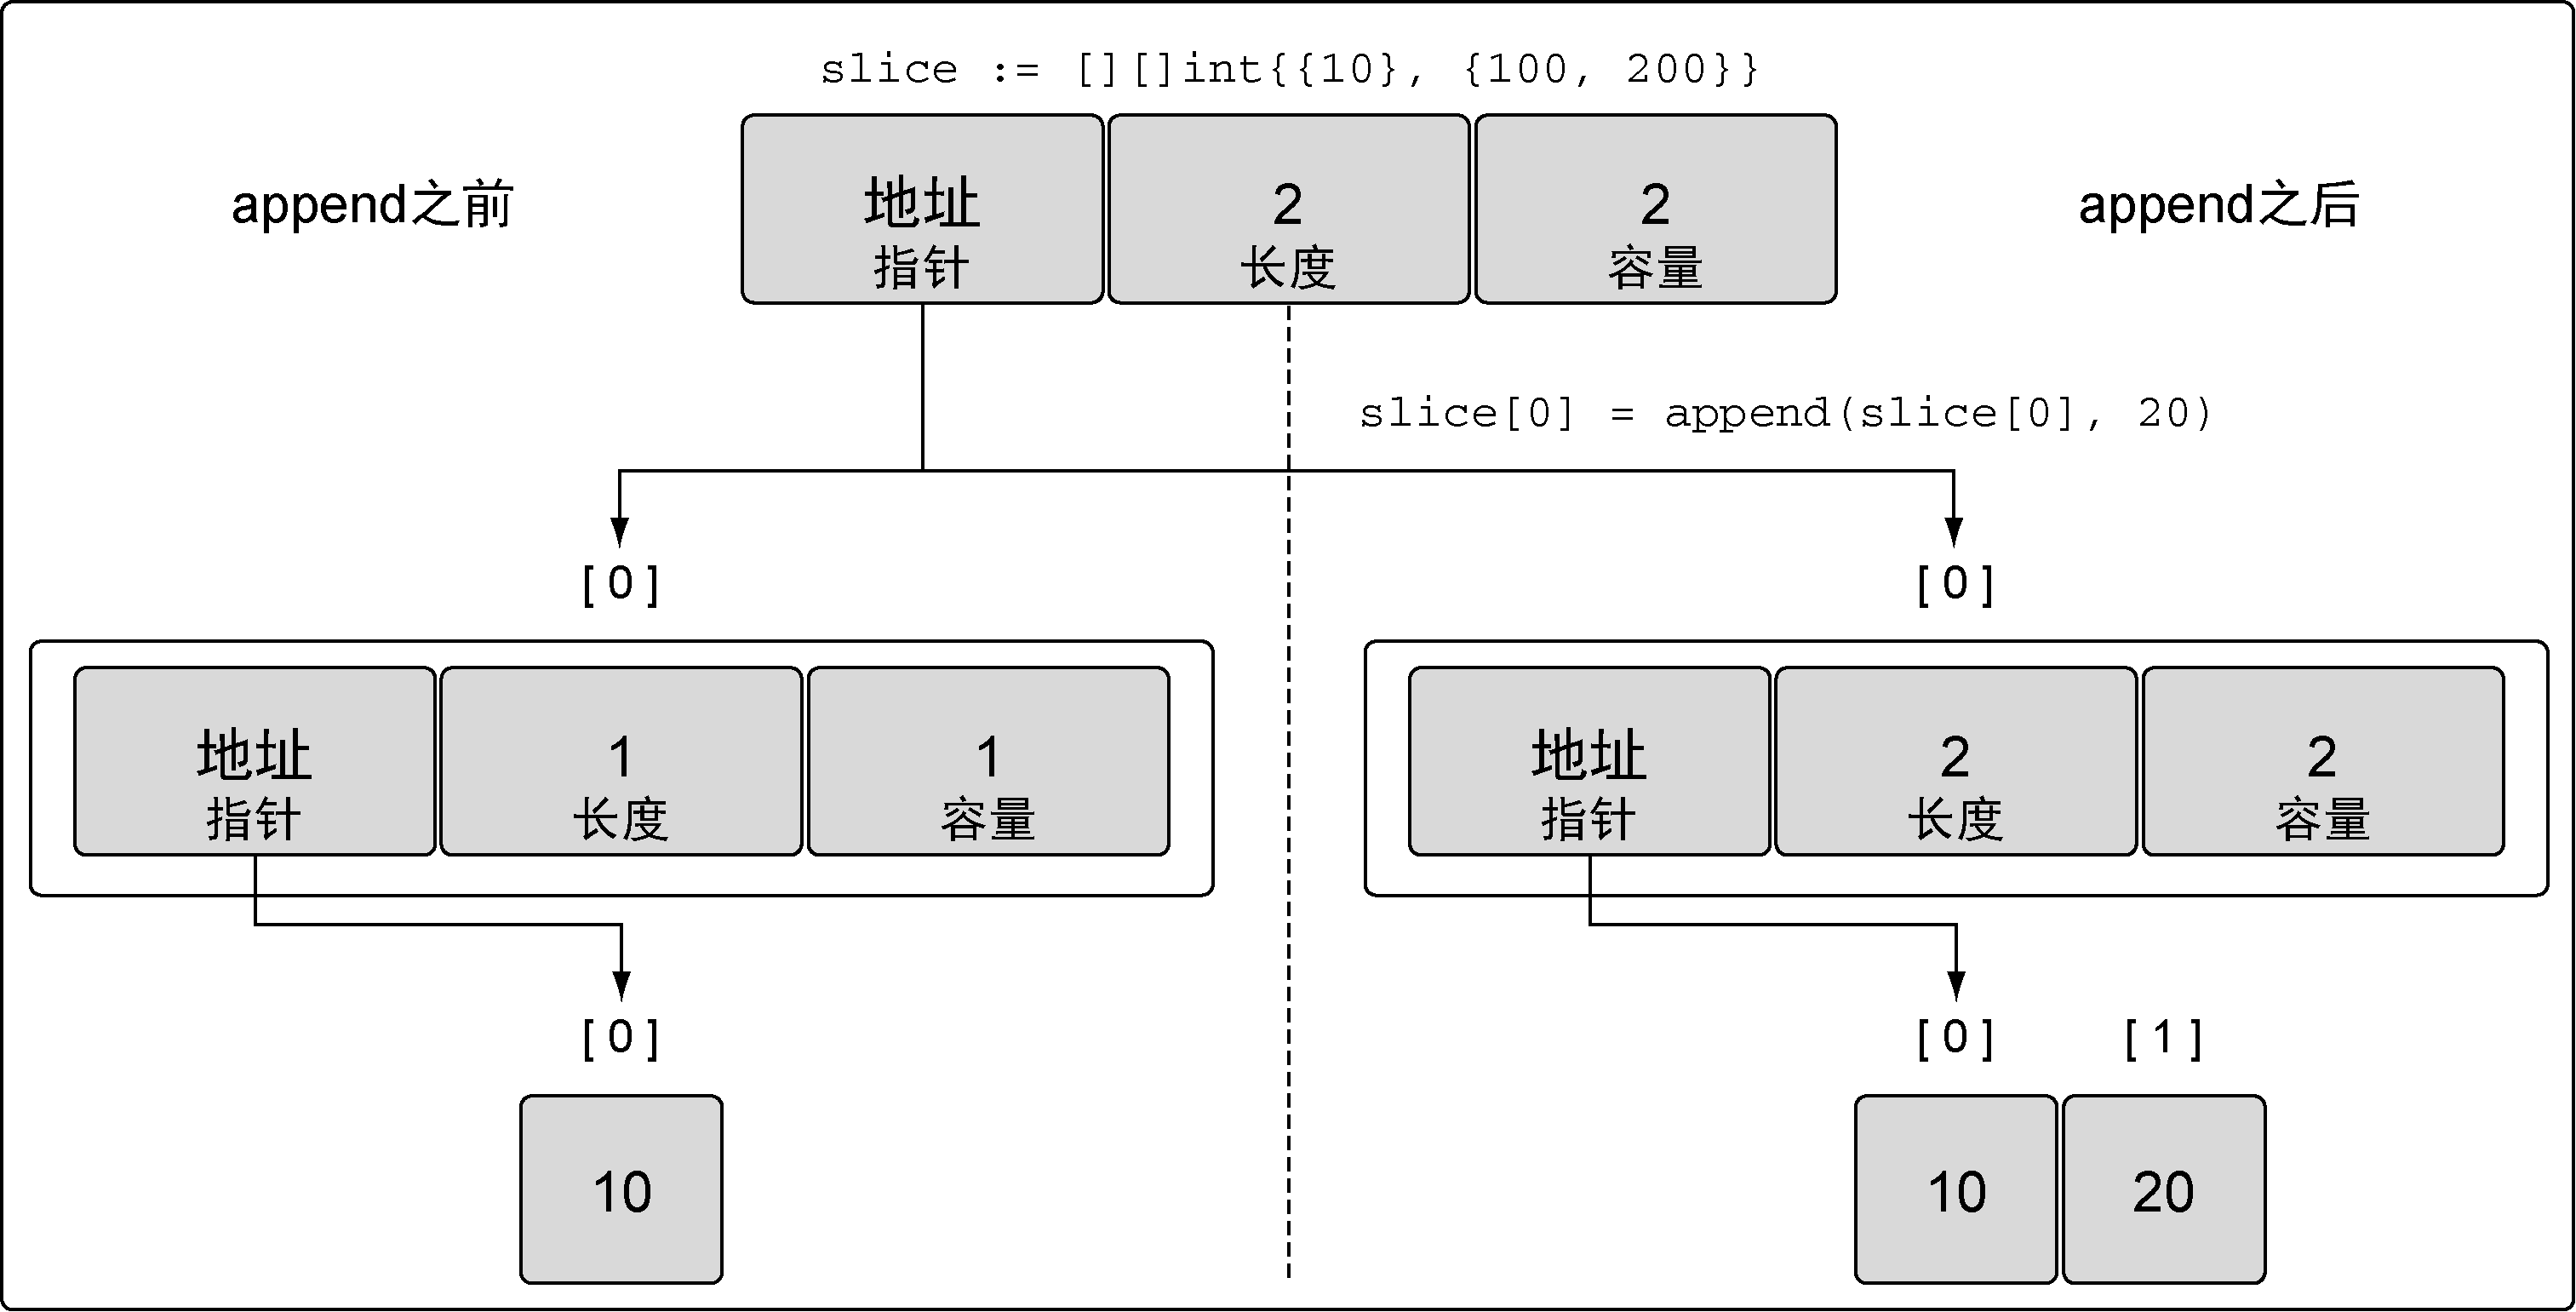 slice := [][]int{{10}, {100, 200}}
append之前
地址 2 2
指针 长度 容量
append之后
slice[0] = append(slice[0], 20)
[0] [0]
地址 1 1 地址 2 2
指针 长度 容量 指针 长度 容量
[0] [0] [1]
10 10 20